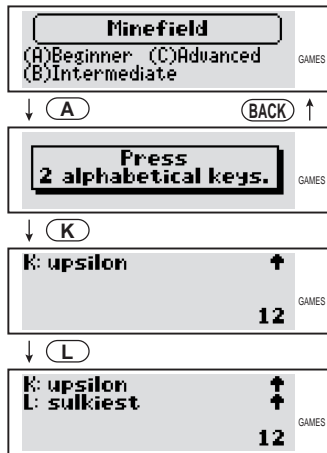 Minefield
(A)Beginner (C)Advanced
(B)Intermediate
GAMES
↓ A BACK ↑
Press
2 alphabetical keys.
GAMES
↓ K
K: upsilon ↑
GAMES
12
↓ L
K: upsilon ↑
L: sulkiest ↑
GAMES
12